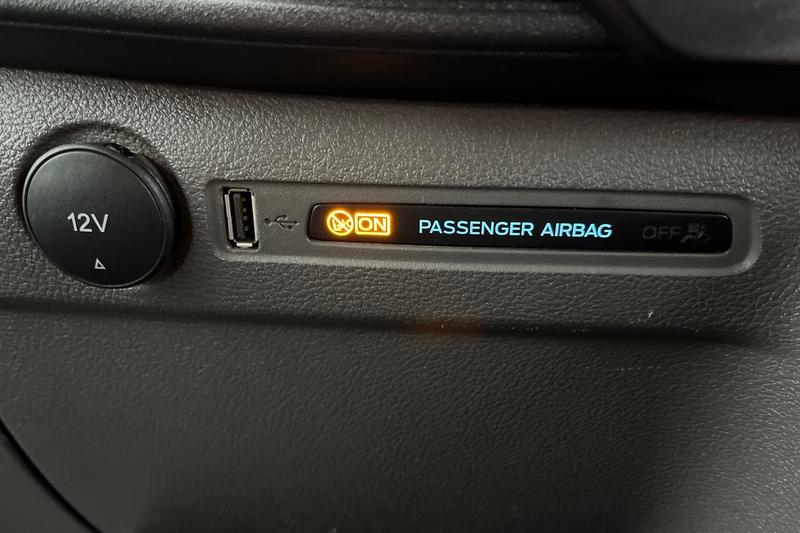 12V
ON PASSENGER AIRBAG OFF